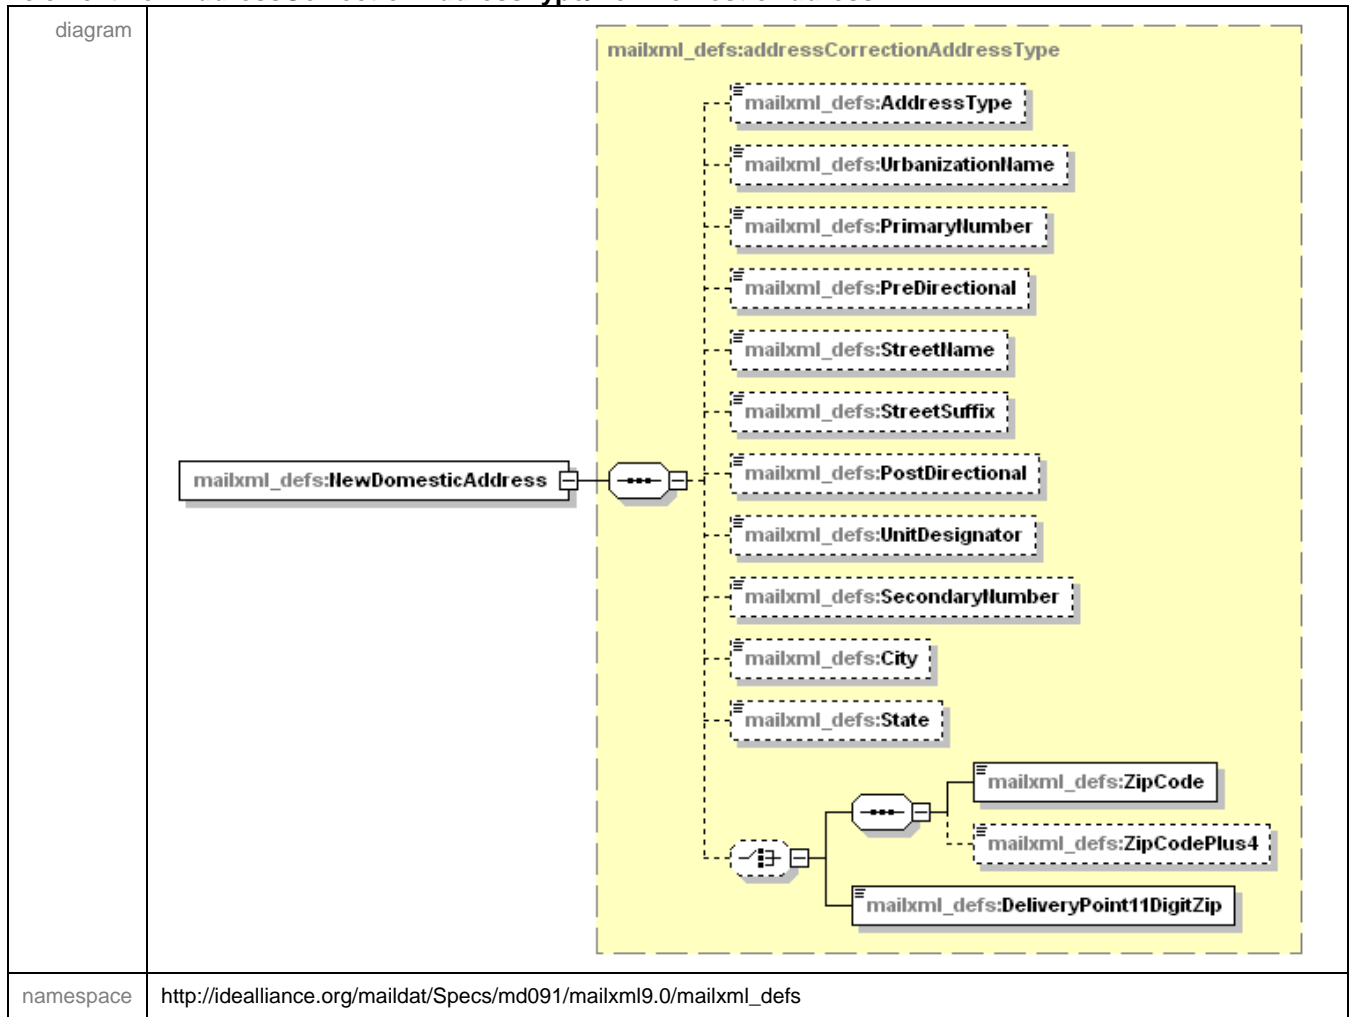 diagram
mailxml_defs:addressCorrectionAddressType
mailxml_defs:AddressType
mailxml_defs:UrbanizationName
mailxml_defs:PrimaryNumber
mailxml_defs:PreDirectional
mailxml_defs:StreetName
mailxml_defs:StreetSuffix
mailxml_defs:NewDomesticAddress
mailxml_defs:PostDirectional
mailxml_defs:UnitDesignator
mailxml_defs:SecondaryNumber
mailxml_defs:City
mailxml_defs:State
mailxml_defs:ZipCode
mailxml_defs:ZipCodePlus4
mailxml_defs:DeliveryPoint11DigitZip
namespace http://idealliance.org/maildat/Specs/md091/mailxml9.0/mailxml_defs